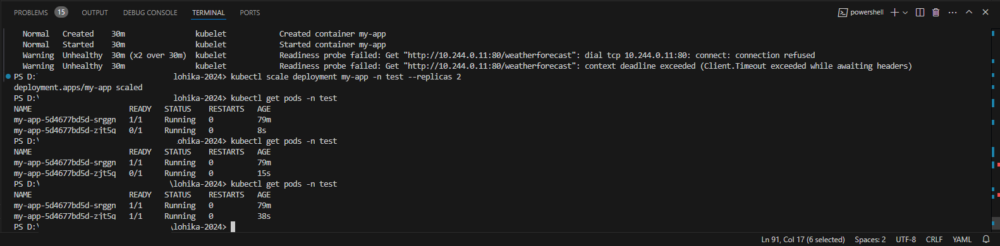 PROBLEMS 15 OUTPUT DEBUG CONSOLE TERMINAL PORTS powershell
Normal Created 30m kubelet Created container my-app
Normal Started 30m kubelet Started container my-app
Warning Unhealthy 30m (x2 over 30m) kubelet Readiness probe failed: Get "http://10.244.0.11:80/weatherforecast": dial tcp 10.244.0.11:80: connect: connection refused
Warning Unhealthy 30m kubelet Readiness probe failed: Get "http://10.244.0.11:80/weatherforecast": context deadline exceeded (Client.Timeout exceeded while awaiting headers)
PS D:\ lohika-2024> kubectl scale deployment my-app -n test --replicas 2
deployment.apps/my-app scaled
PS D:\ lohika-2024> kubectl get pods -n test
NAME READY STATUS RESTARTS AGE
my-app-5d4677bd5d-srggn 1/1 Running 0 79m
my-app-5d4677bd5d-zjt5q 0/1 Running 0 8s
PS D:\ ohika-2024> kubectl get pods -n test
NAME READY STATUS RESTARTS AGE
my-app-5d4677bd5d-srggn 1/1 Running 0 79m
my-app-5d4677bd5d-zjt5q 0/1 Running 0 15s
PS D:\ \lohika-2024> kubectl get pods -n test
NAME READY STATUS RESTARTS AGE
my-app-5d4677bd5d-srggn 1/1 Running 0 79m
my-app-5d4677bd5d-zjt5q 1/1 Running 0 38s
PS D:\ \lohika-2024>
Ln 91, Col 17 (6 selected) Spaces: 2 UTF-8 CRLF YAML